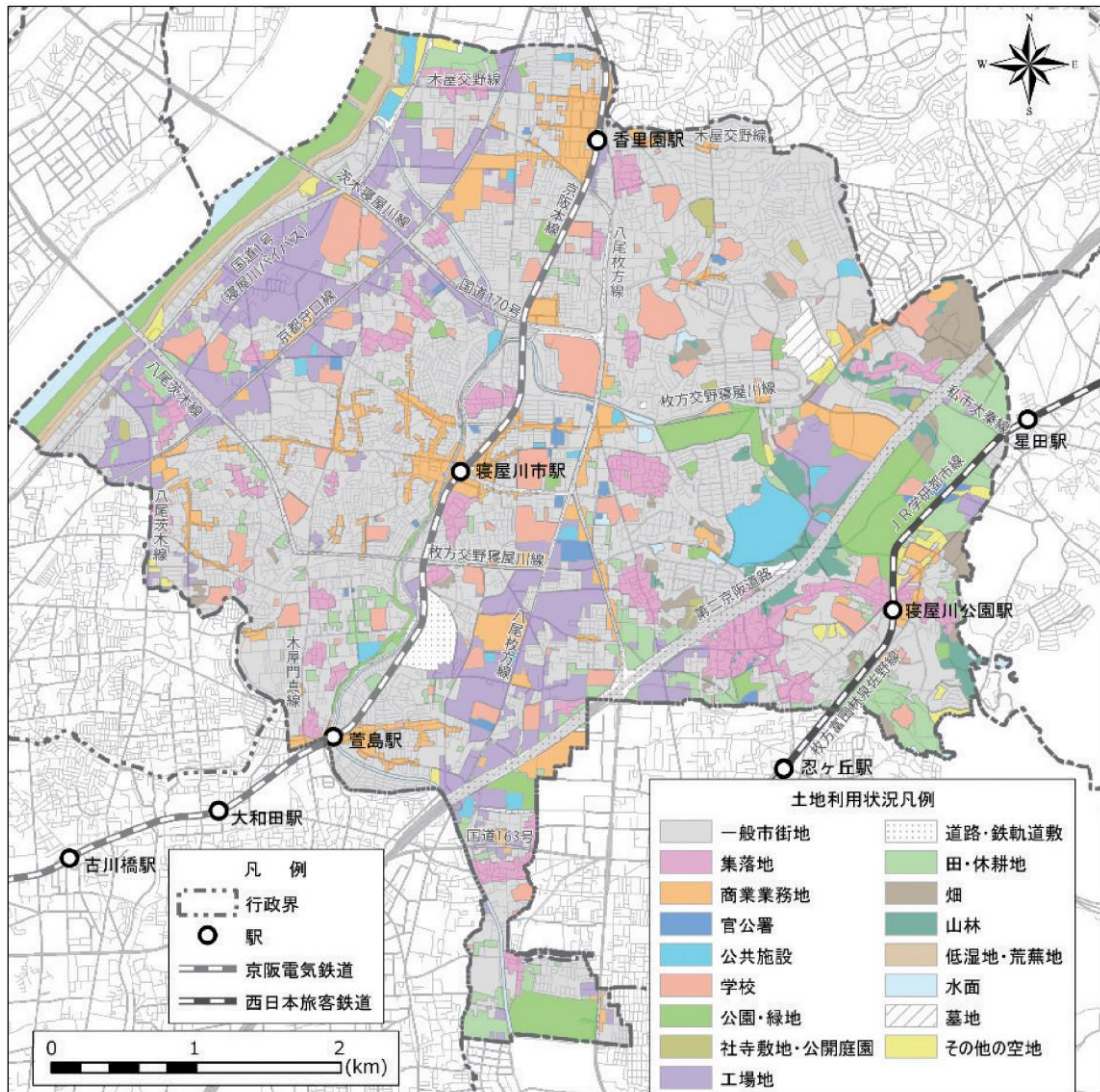 N
W E
S
木屋交野線
香里園駅
木屋交野線
茨木寝屋川線
京阪本線
八尾枚方線
国道1号
(寝屋川バイパス)
国道170号
京都守口線
八尾茨木線
枚方交野寝屋川線
私市太秦線
星田駅
寝屋川市駅
JR学研都市線
八尾茨木線
枚方交野寝屋川線
第二京阪道路
寝屋川公園駅
八尾枚方線
木屋門真線
枚方富田林泉佐野線
萱島駅
忍ヶ丘駅
大和田駅
国道163号
古川橋駅
凡 例
行政界
駅
京阪電気鉄道
西日本旅客鉄道
0 1 2
(km)
土地利用状況凡例
一般市街地
集落地
商業業務地
官公署
公共施設
学校
公園・緑地
社寺敷地・公開庭園
工場地
道路・鉄軌道敷
田・休耕地
畑
山林
低湿地・荒蕪地
水面
墓地
その他の空地